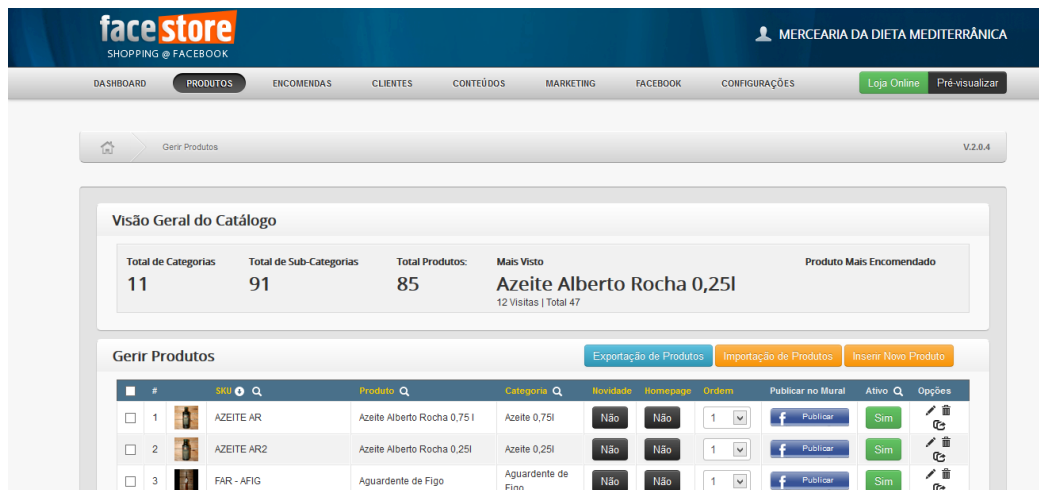 facestore
SHOPPING @ FACEBOOK
MERCEARIA DA DIETA MEDITERRÂNICA
DASHBOARD PRODUTOS ENCOMENDAS CLIENTES CONTEÚDOS MARKETING FACEBOOK CONFIGURAÇÕES Loja Online Pré-visualizar
Gerir Produtos V.2.0.4
Visão Geral do Catálogo
Total de Categorias Total de Sub-Categorias Total Produtos: Mais Visto Produto Mais Encomendado
11 91 85 Azeite Alberto Rocha 0,25l
12 Visitas | Total 47
Gerir Produtos Exportação de Produtos Importação de Produtos Inserir Novo Produto
# SKU Produto Categoria Novidade Homepage Ordem Publicar no Mural Ativo Opções
1 AZEITE AR Azeite Alberto Rocha 0,75 l Azeite 0,75l Não Não 1 f Publicar Sim
2 AZEITE AR2 Azeite Alberto Rocha 0,25l Azeite 0,25l Não Não 1 f Publicar Sim
3 FAR - AFIG Aguardente de Figo Aguardente de Não Não 1 f Publicar Sim
Figo